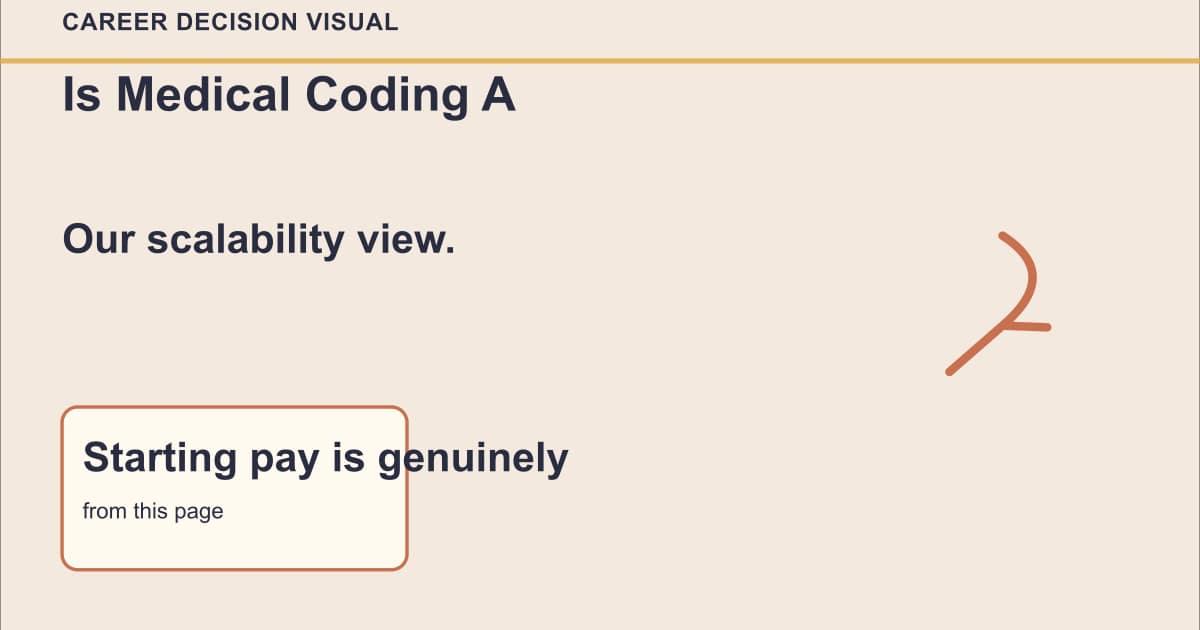 CAREER DECISION VISUAL
Is Medical Coding A
Our scalability view.
Starting pay is genuinely
from this page